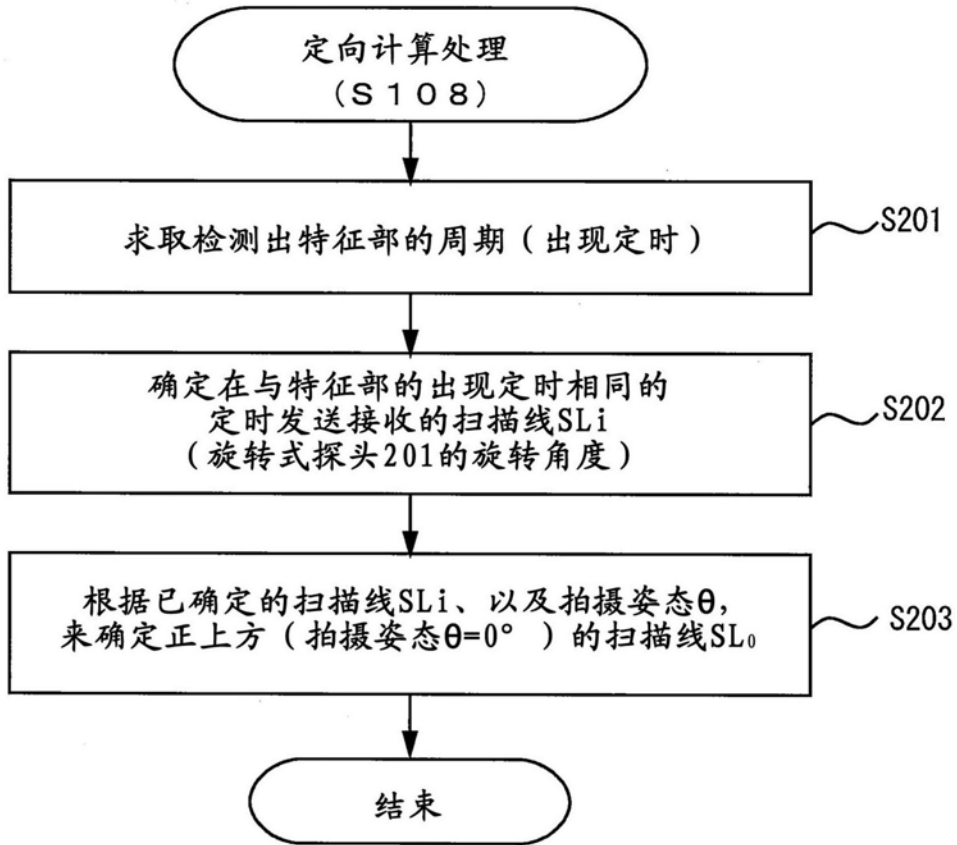 定向计算处理
(S108)
求取检测出特征部的周期(出现定时)
S201
确定在与特征部的出现定时相同的
定时发送接收的扫描线SLi
(旋转式探头201的旋转角度)
S202
根据已确定的扫描线SLi、以及拍摄姿态θ,
来确定正上方(拍摄姿态θ=0°)的扫描线SL₀
S203
结束